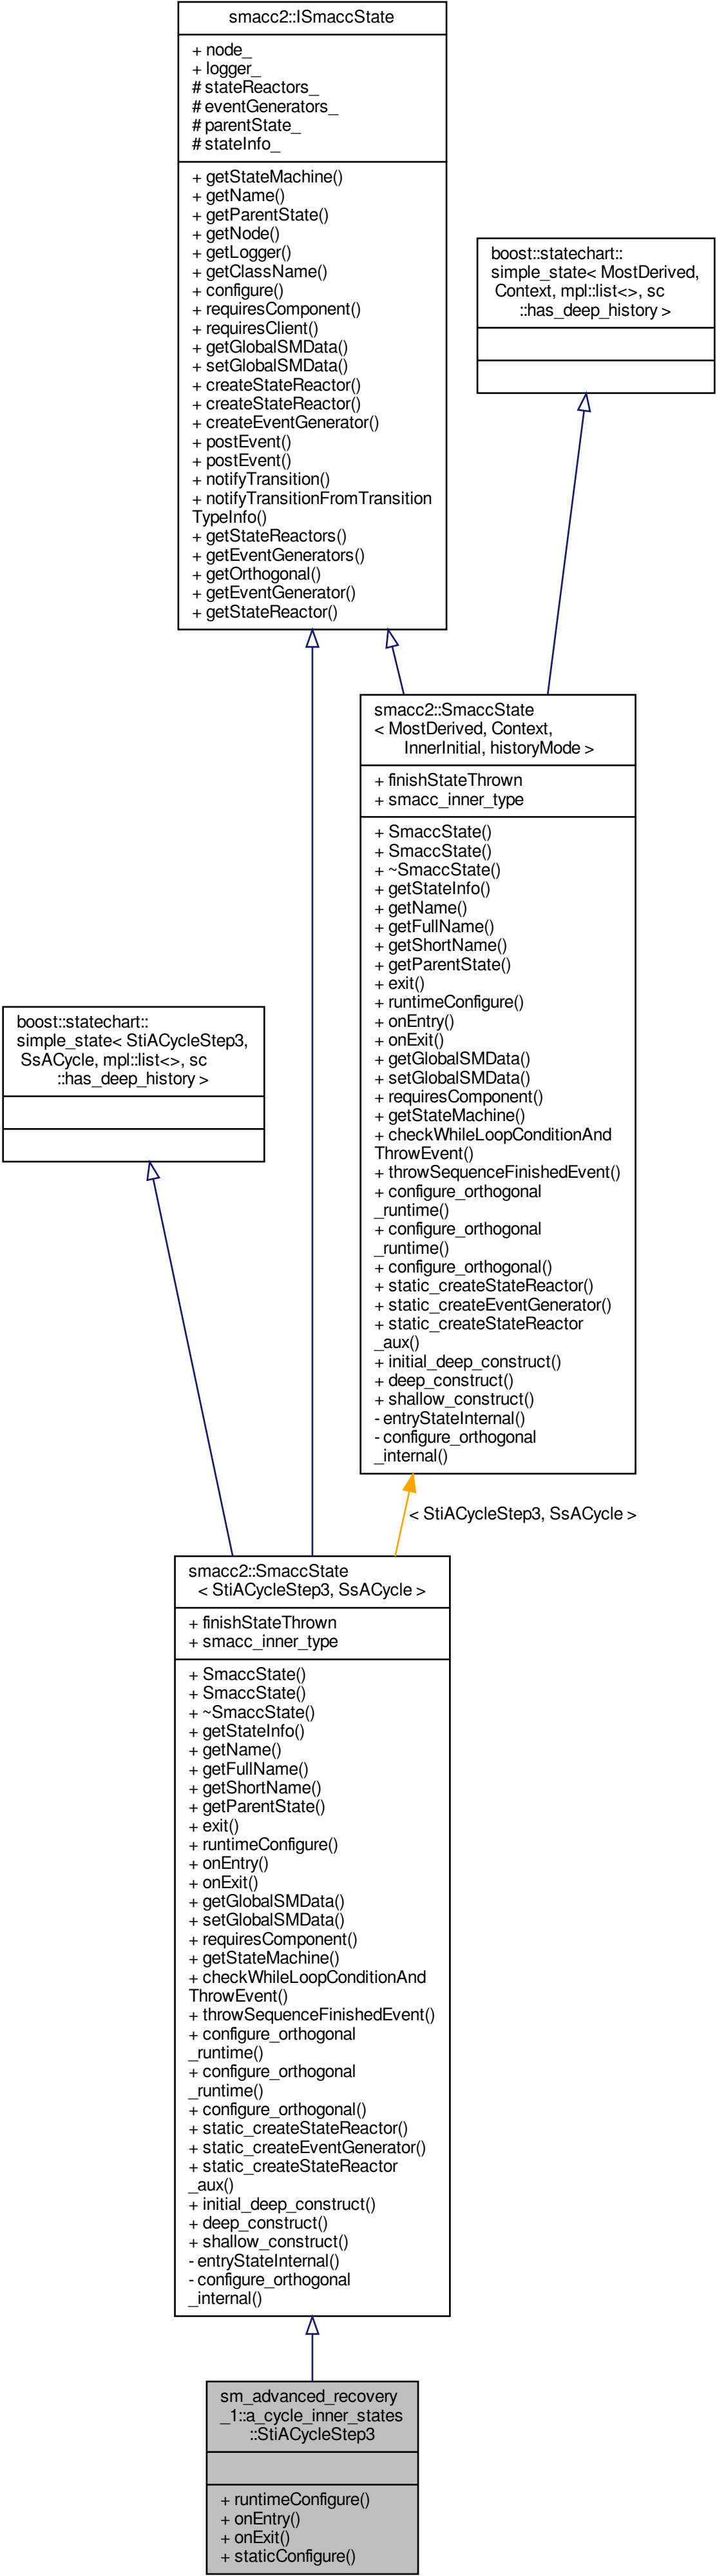 smacc2::ISmaccState
+ node_
+ logger_
# stateReactors_
# eventGenerators_
# parentState_
# stateInfo_
+ getStateMachine()
+ getName()
+ getParentState()
+ getNode()
+ getLogger()
+ getClassName()
+ configure()
+ requiresComponent()
+ requiresClient()
+ getGlobalSMData()
+ setGlobalSMData()
+ createStateReactor()
+ createStateReactor()
+ createEventGenerator()
+ postEvent()
+ postEvent()
+ notifyTransition()
+ notifyTransitionFromTransition
TypeInfo()
+ getStateReactors()
+ getEventGenerators()
+ getOrthogonal()
+ getEventGenerator()
+ getStateReactor()
boost::statechart::
simple_state< MostDerived,
Context, mpl::list<>, sc
::has_deep_history >
smacc2::SmaccState
< MostDerived, Context,
InnerInitial, historyMode >
+ finishStateThrown
+ smacc_inner_type
+ SmaccState()
+ SmaccState()
+ ~SmaccState()
+ getStateInfo()
+ getName()
+ getFullName()
+ getShortName()
+ getParentState()
+ exit()
+ runtimeConfigure()
+ onEntry()
+ onExit()
+ getGlobalSMData()
+ setGlobalSMData()
+ requiresComponent()
+ getStateMachine()
+ checkWhileLoopConditionAnd
ThrowEvent()
+ throwSequenceFinishedEvent()
+ configure_orthogonal
_runtime()
+ configure_orthogonal
_runtime()
+ configure_orthogonal()
+ static_createStateReactor()
+ static_createEventGenerator()
+ static_createStateReactor
_aux()
+ initial_deep_construct()
+ deep_construct()
+ shallow_construct()
- entryStateInternal()
- configure_orthogonal
_internal()
boost::statechart::
simple_state< StiACycleStep3,
SsACycle, mpl::list<>, sc
::has_deep_history >
< StiACycleStep3, SsACycle >
smacc2::SmaccState
< StiACycleStep3, SsACycle >
+ finishStateThrown
+ smacc_inner_type
+ SmaccState()
+ SmaccState()
+ ~SmaccState()
+ getStateInfo()
+ getName()
+ getFullName()
+ getShortName()
+ getParentState()
+ exit()
+ runtimeConfigure()
+ onEntry()
+ onExit()
+ getGlobalSMData()
+ setGlobalSMData()
+ requiresComponent()
+ getStateMachine()
+ checkWhileLoopConditionAnd
ThrowEvent()
+ throwSequenceFinishedEvent()
+ configure_orthogonal
_runtime()
+ configure_orthogonal
_runtime()
+ configure_orthogonal()
+ static_createStateReactor()
+ static_createEventGenerator()
+ static_createStateReactor
_aux()
+ initial_deep_construct()
+ deep_construct()
+ shallow_construct()
- entryStateInternal()
- configure_orthogonal
_internal()
sm_advanced_recovery
_1::a_cycle_inner_states
::StiACycleStep3
+ runtimeConfigure()
+ onEntry()
+ onExit()
+ staticConfigure()